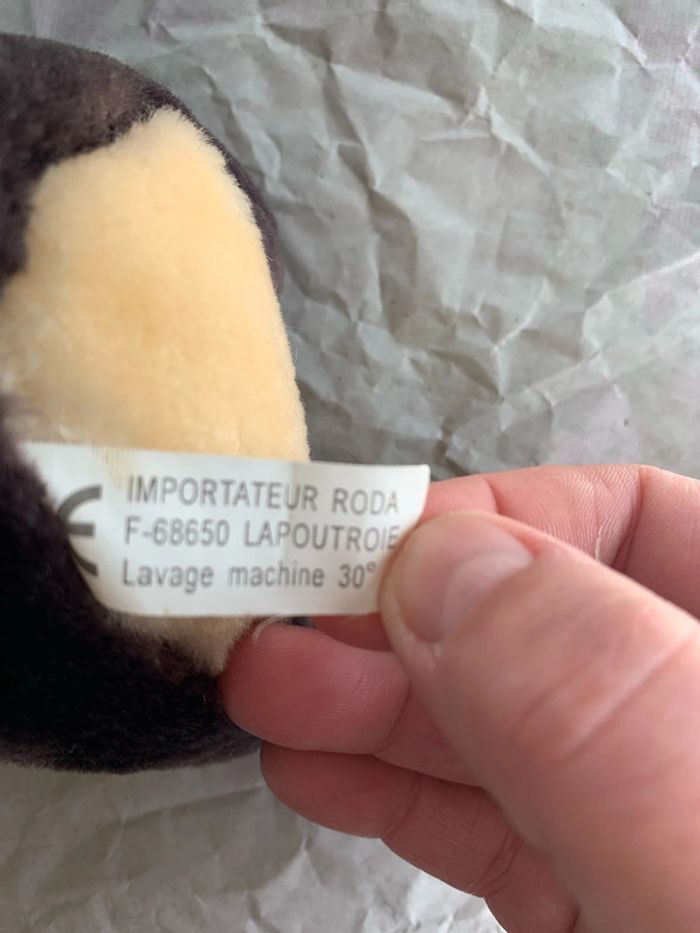 IMPORTATEUR RODA
F-68650 LAPOUTROIE
Lavage machine 30°